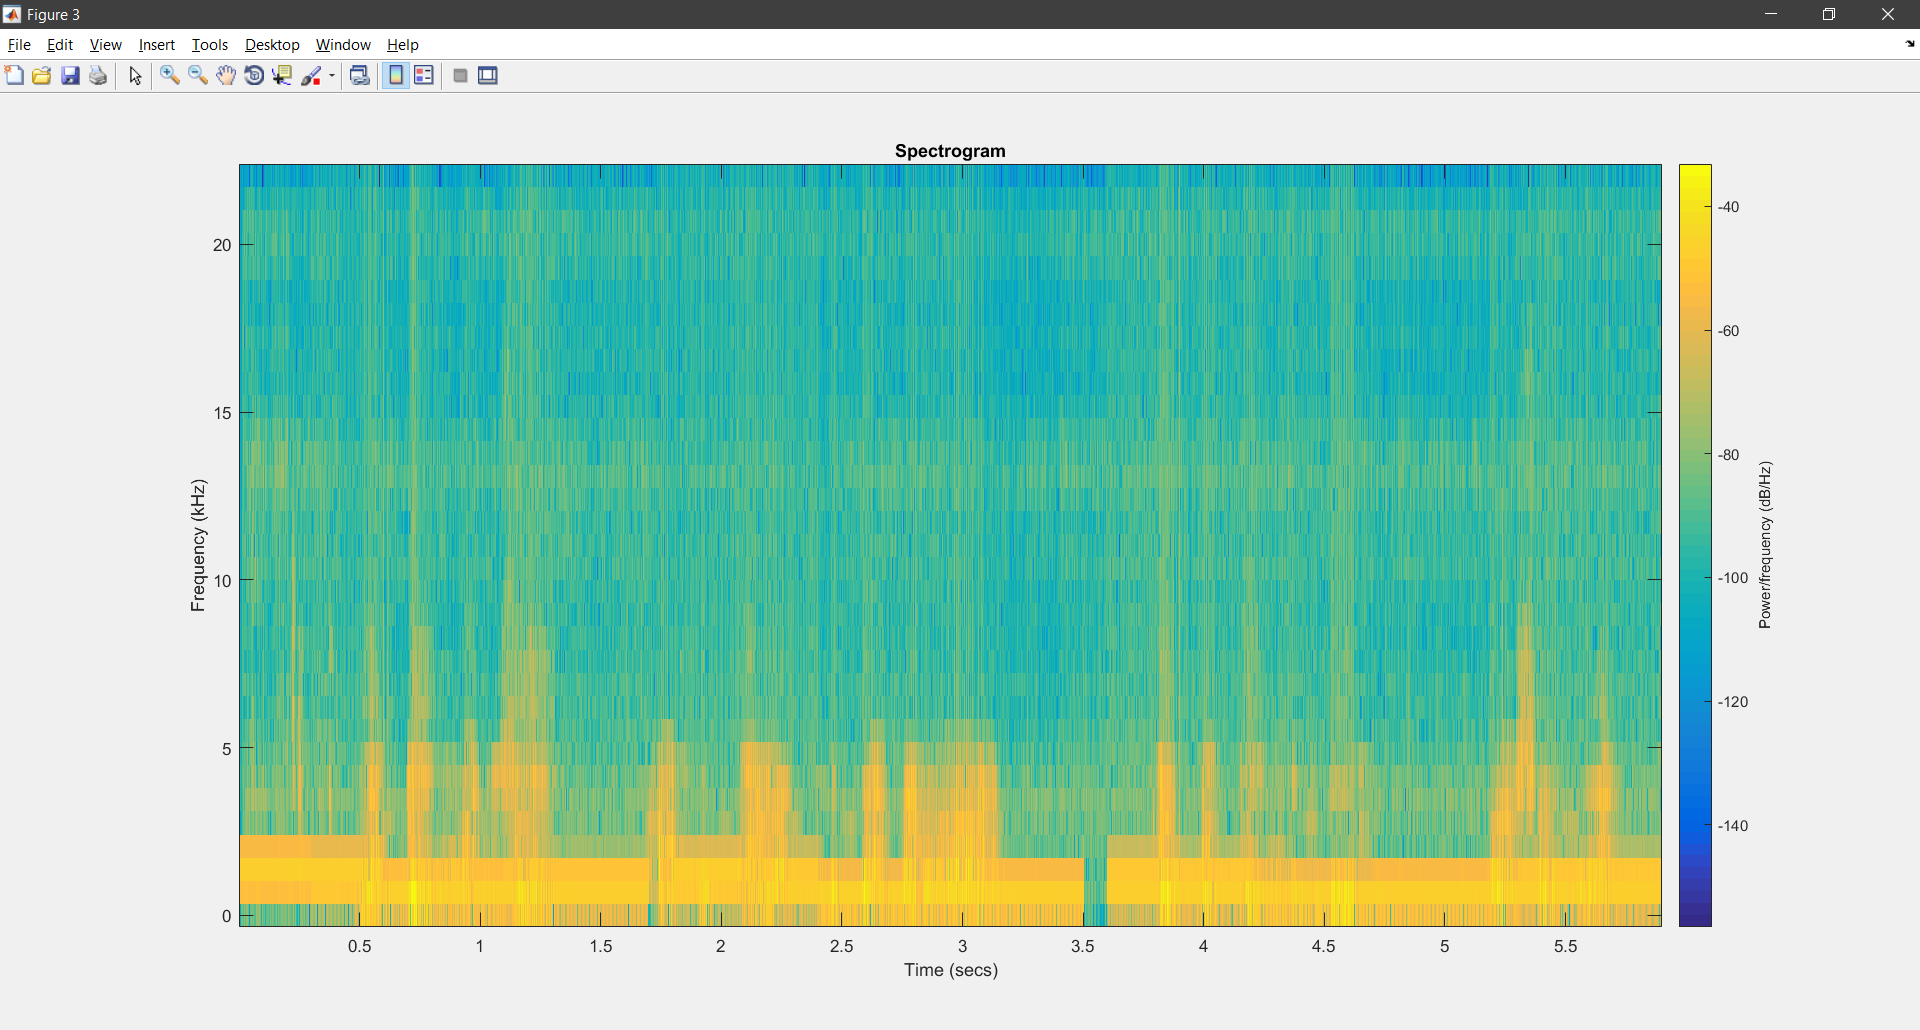 Figure 3
File Edit View Insert Tools Desktop Window Help
Spectrogram
Frequency (kHz)
20
15
10
5
0
0.5 1 1.5 2 2.5 3 3.5 4 4.5 5 5.5
Time (secs)
-40
-60
-80
-100
-120
-140
Power/frequency (dB/Hz)